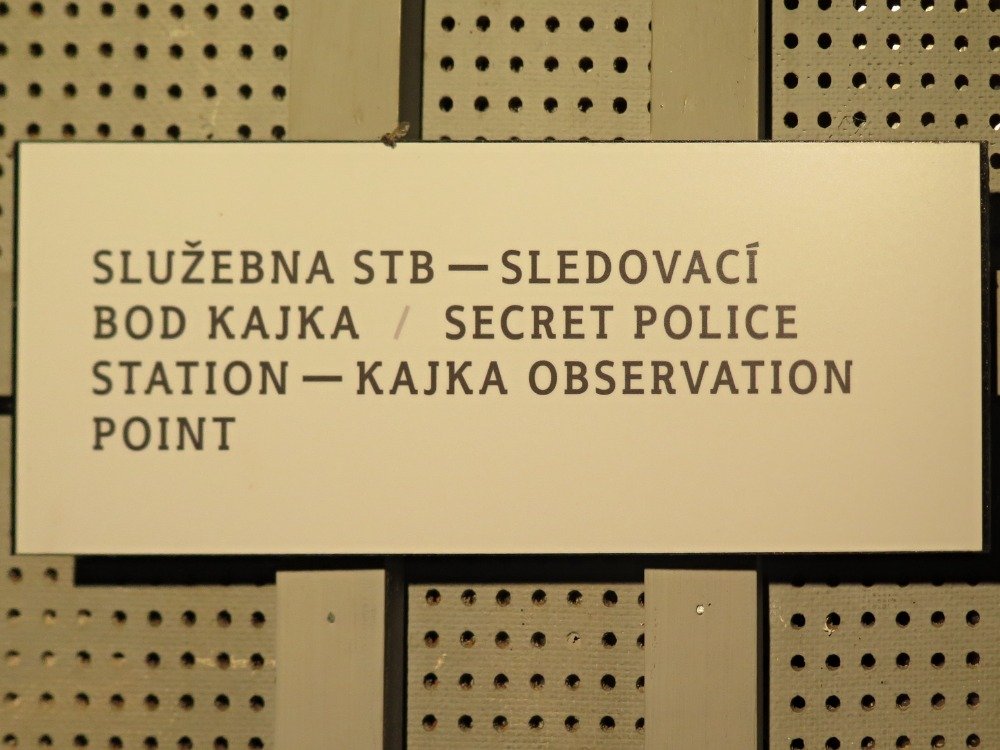 SLUŽEBNA STB — SLEDOVACÍ
BOD KAJKA / SECRET POLICE
STATION — KAJKA OBSERVATION
POINT